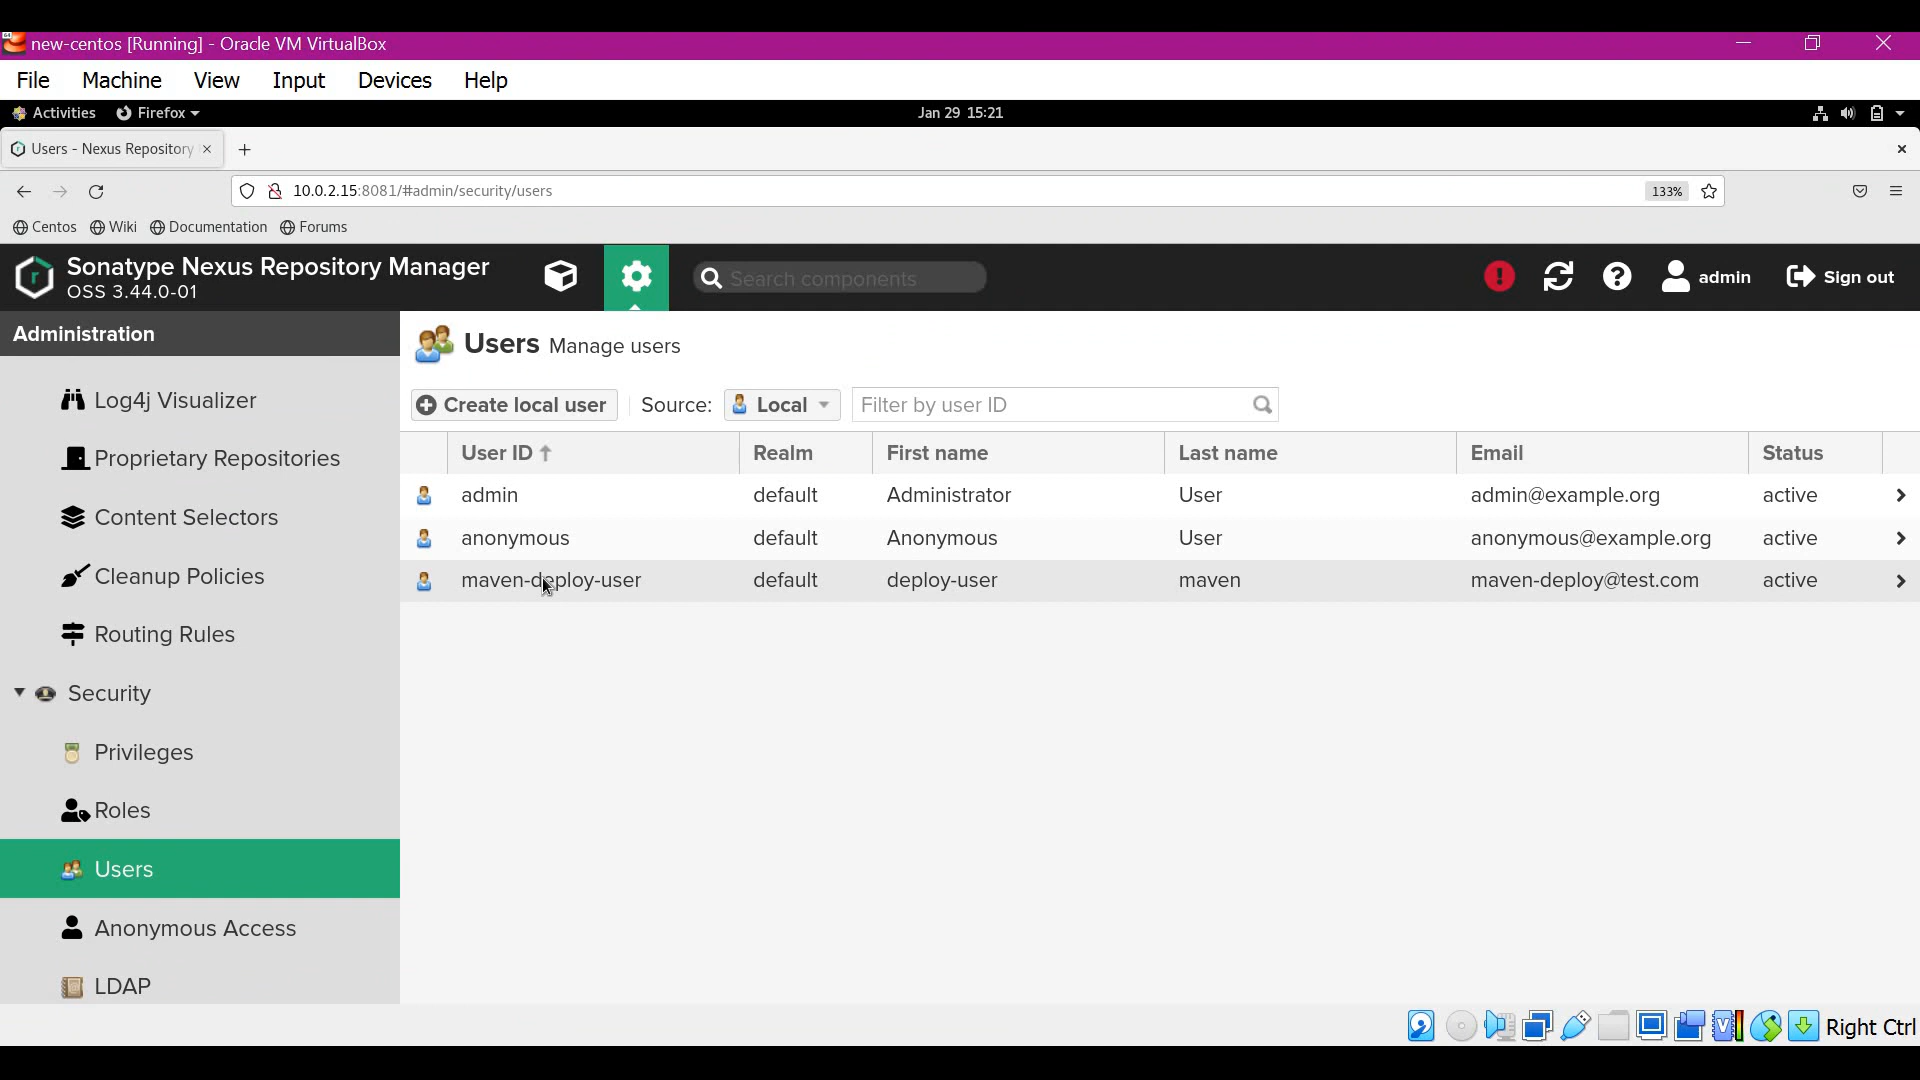 new-centos [Running] - Oracle VM VirtualBox
File Machine View Input Devices Help
Activities Firefox Jan 29 15:21
Users - Nexus Repository
10.0.2.15:8081/#admin/security/users 133%
Centos Wiki Documentation Forums
Sonatype Nexus Repository Manager
OSS 3.44.0-01
Search components
admin Sign out
Administration
Log4j Visualizer
Proprietary Repositories
Content Selectors
Cleanup Policies
Routing Rules
Security
Privileges
Roles
Users
Anonymous Access
LDAP
Users Manage users
Create local user Source: Local Filter by user ID
User ID Realm First name Last name Email Status
admin default Administrator User admin@example.org active
anonymous default Anonymous User anonymous@example.org active
maven-deploy-user default deploy-user maven maven-deploy@test.com active
Right Ctrl